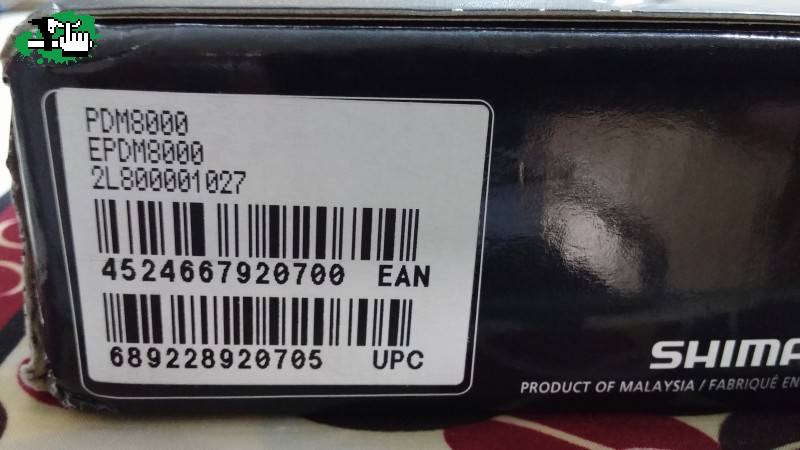 PDM8000
EPDM8000
2L800001027
4524667920700 EAN
689228920705 UPC
SHIMA
PRODUCT OF MALAYSIA / FABRIQUÉ EN